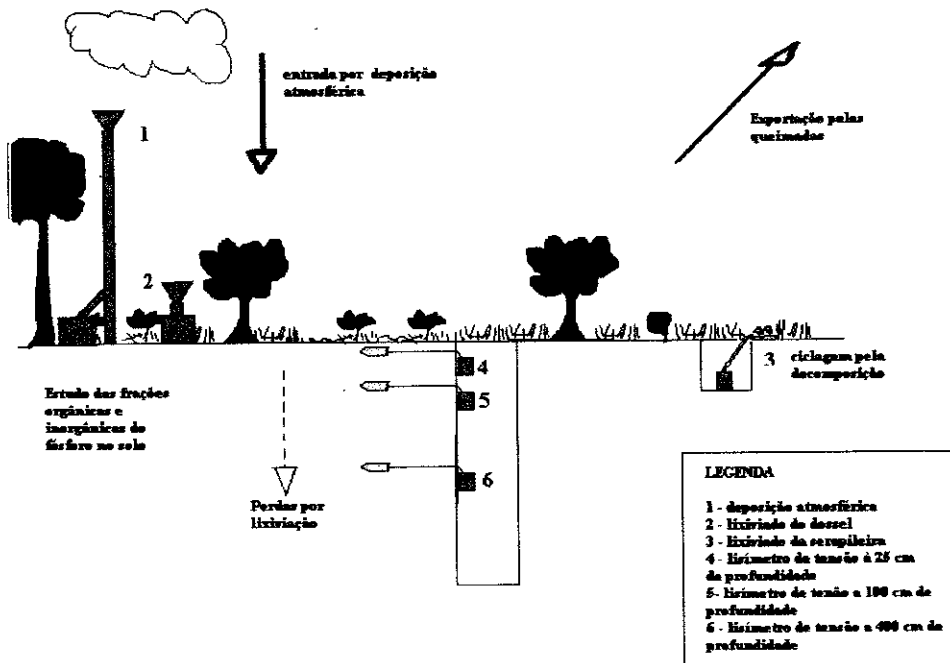 entrada por deposição
atmosférica
1
Exportação pelas
queimadas
2
3
ciclagem pela
decomposição
4
5
6
Estudo das frações
orgânicas e
inorgânicas do
fósforo no solo
Perdas por
lixiviação
LEGENDA
1 - deposição atmosférica
2 - lixiviado do dossel
3 - lixiviado da serepileira
4 - lisímetro de tensão à 25 cm
de profundidade
5- lisímetro de tenão a 100 cm de
profundidade
6 - lisímetro de tensão a 400 cm de
profundidade